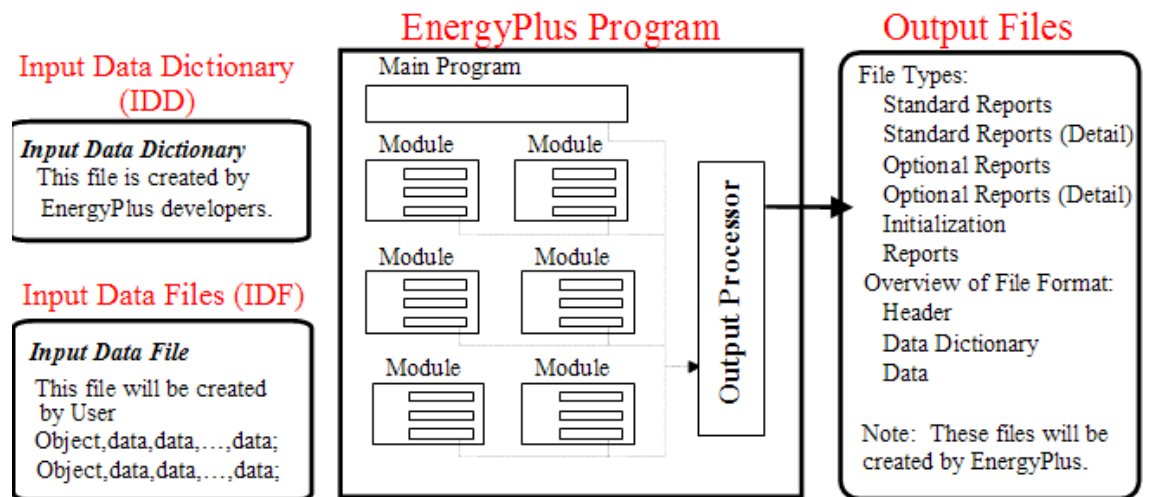 Input Data Dictionary
(IDD)
Input Data Dictionary
This file is created by
EnergyPlus developers.
Input Data Files (IDF)
Input Data File
This file will be created
by User
Object,data,data,...,data;
Object,data,data,...,data;
EnergyPlus Program
Main Program
Module
Module
Module
Module
Module
Module
Output Processor
Output Files
File Types:
Standard Reports
Standard Reports (Detail)
Optional Reports
Optional Reports (Detail)
Initialization
Reports
Overview of File Format:
Header
Data Dictionary
Data
Note: These files will be
created by EnergyPlus.